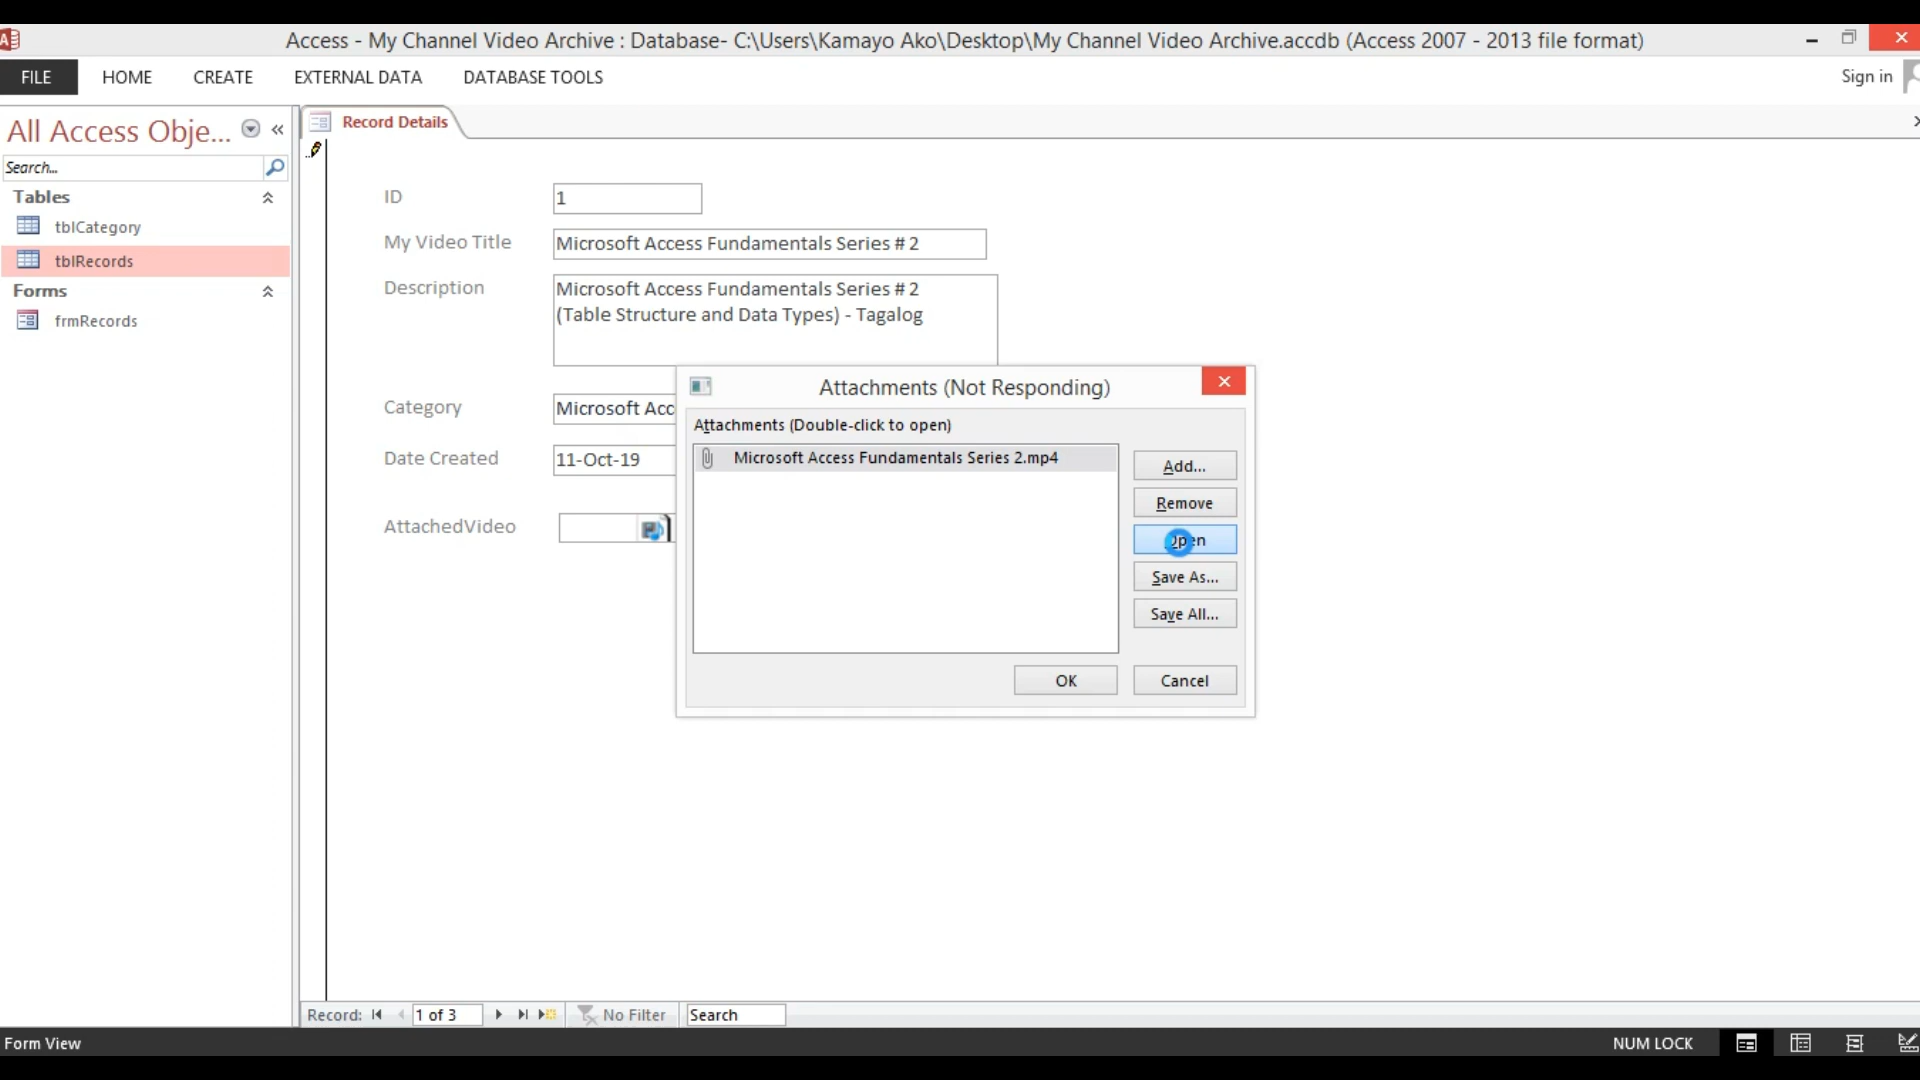 Access - My Channel Video Archive : Database- C:\Users\Kamayo Ako\Desktop\My Channel Video Archive.accdb (Access 2007 - 2013 file format)
FILE HOME CREATE EXTERNAL DATA DATABASE TOOLS Sign in
All Access Obje...
Search...
Tables
tblCategory
tblRecords
Forms
frmRecords
Record Details
ID 1
My Video Title Microsoft Access Fundamentals Series # 2
Description Microsoft Access Fundamentals Series # 2
(Table Structure and Data Types) - Tagalog
Category Microsoft Acc
Date Created 11-Oct-19
AttachedVideo
Attachments (Not Responding)
Attachments (Double-click to open)
Microsoft Access Fundamentals Series 2.mp4
Add...
Remove
Open
Save As...
Save All...
OK Cancel
Record: 1 of 3 No Filter Search
Form View NUM LOCK